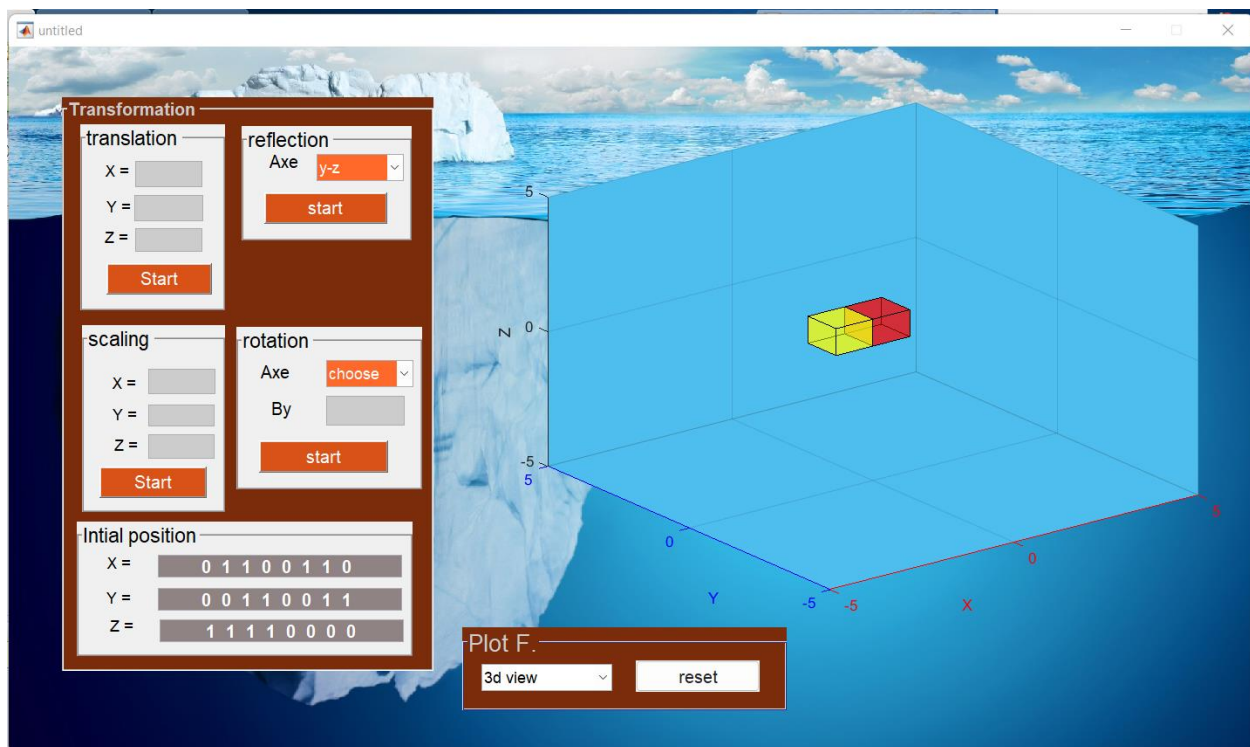 untitled
Transformation
translation
X =
Y =
Z =
Start
reflection
Axe y-z
start
scaling
X =
Y =
Z =
Start
rotation
Axe choose
By
start
Intial position
X = 0 1 1 0 0 1 1 0
Y = 0 0 1 1 0 0 1 1
Z = 1 1 1 1 0 0 0 0
5
0
-5
Z
5
0
-5
Y
-5
0
5
X
Plot F.
3d view reset